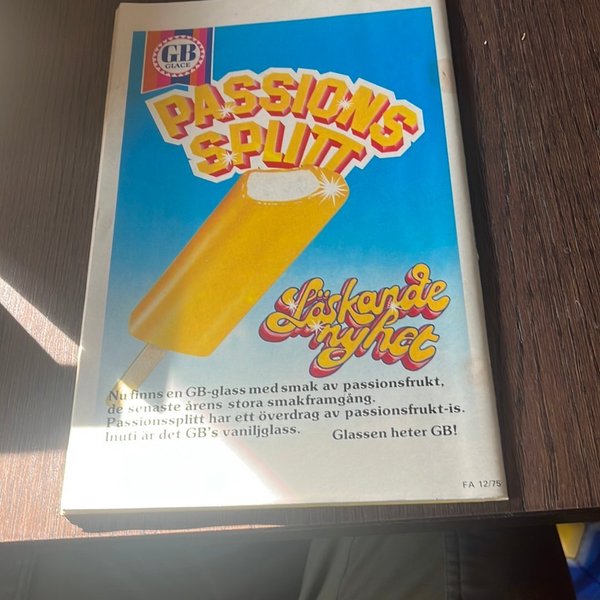 GB
GLACE
PASSIONS
SPLITT
Läskande
nyhet
Nu finns en GB-glass med smak av passionsfrukt,
de senaste årens stora smakframgång.
Passionssplitt har ett överdrag av passionsfrukt-is.
Inuti är det GB's vaniljglass. Glassen heter GB!
FA 12/75